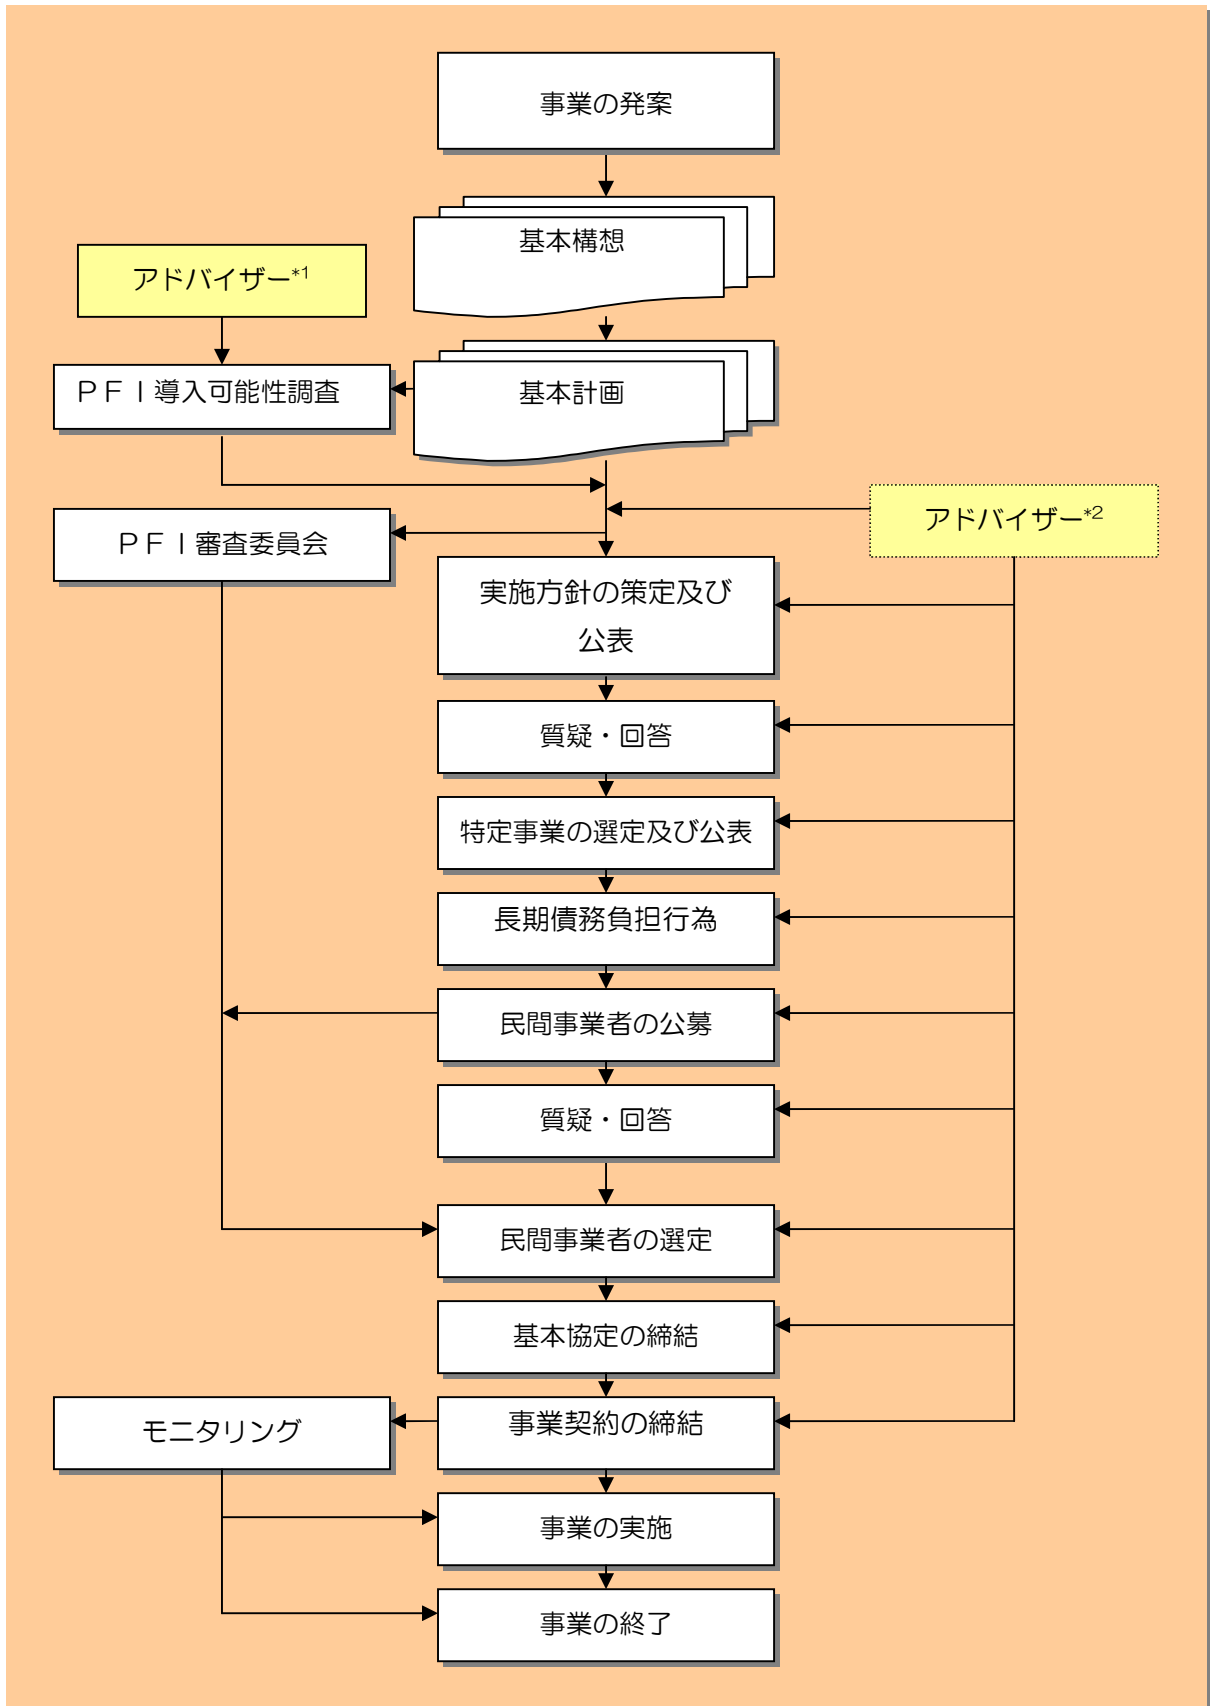 事業の発案
基本構想
アドバイザー*1
ＰＦＩ導入可能性調査
基本計画
アドバイザー*2
ＰＦＩ審査委員会
実施方針の策定及び
公表
質疑・回答
特定事業の選定及び公表
長期債務負担行為
民間事業者の公募
質疑・回答
民間事業者の選定
基本協定の締結
モニタリング
事業契約の締結
事業の実施
事業の終了